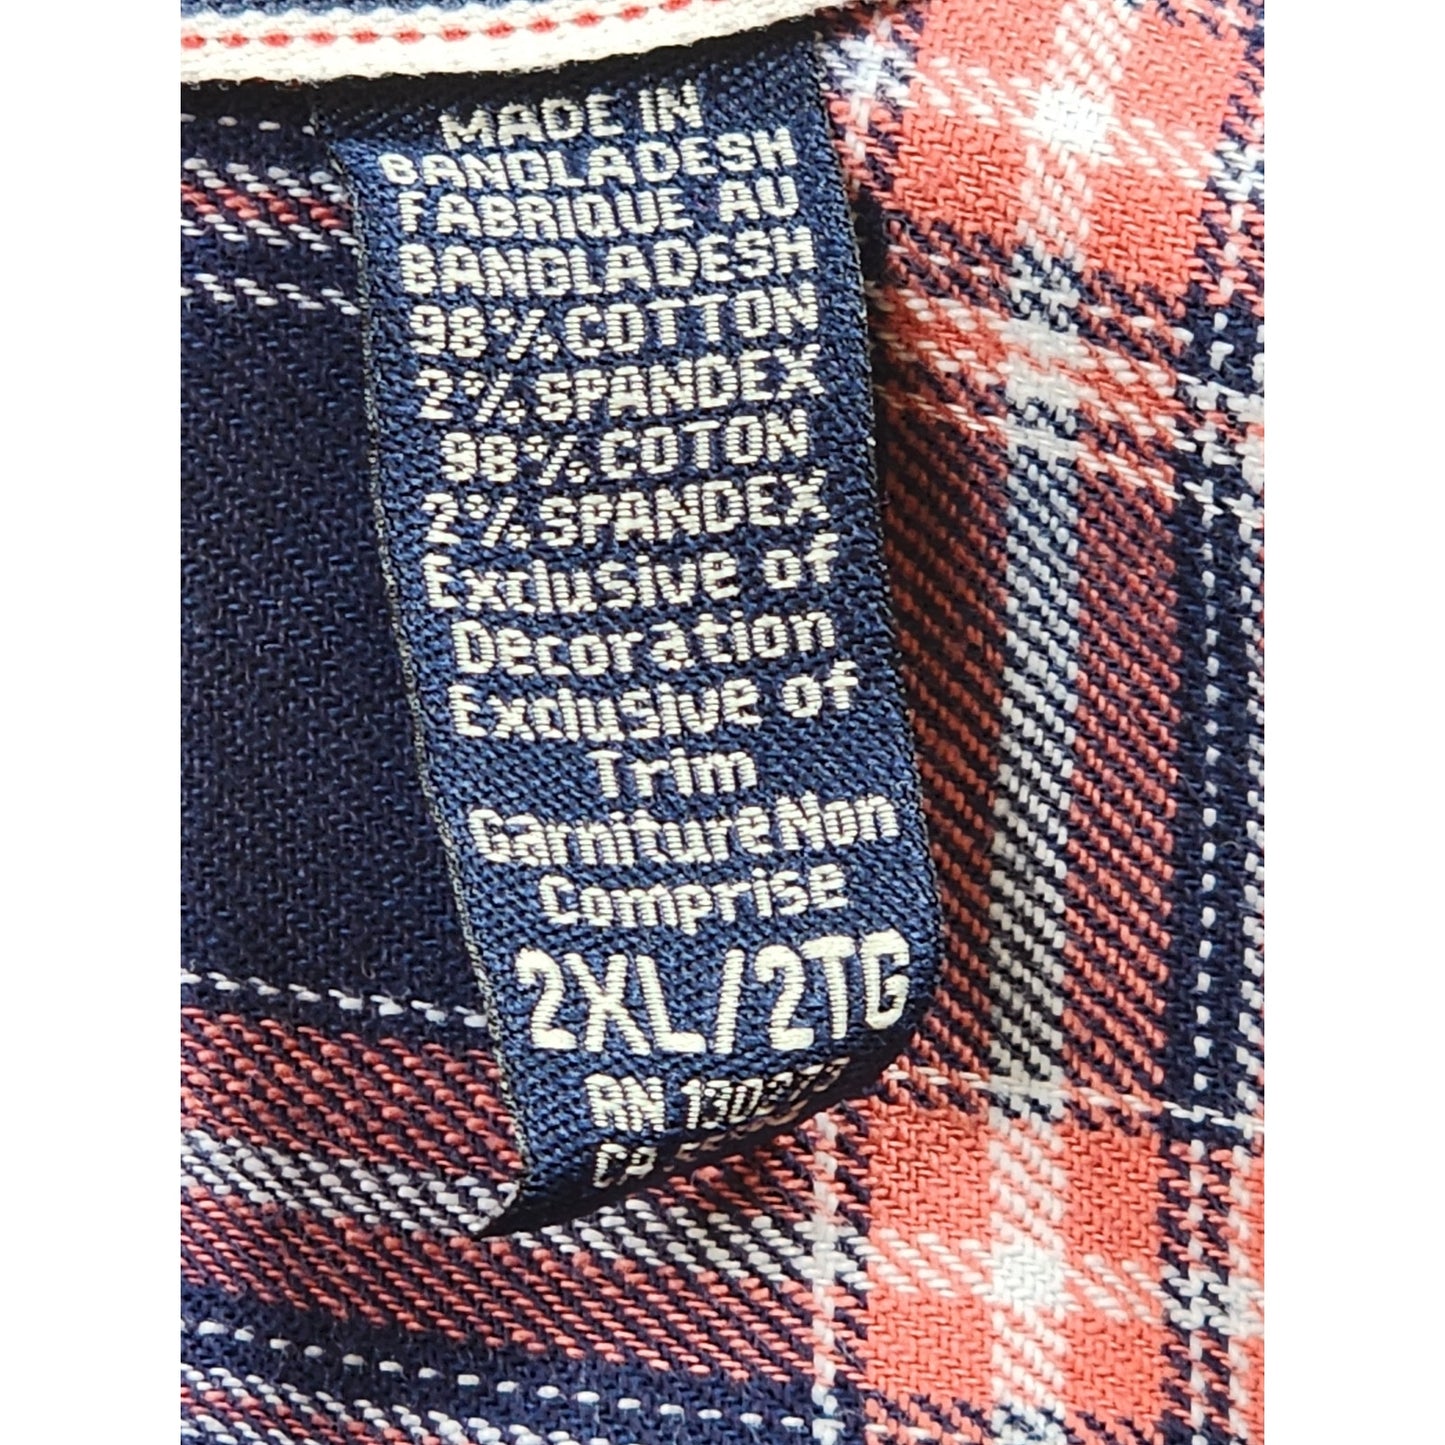 MADE IN
BANGLADESH
FABRIQUE AU
BANGLADESH
98% COTTON
2% SPANDEX
98% COTON
2% SPANDEX
Exclusive of
Decoration
Exclusive of
Trim
Garniture Non
Comprise
2XL/2TG
RN